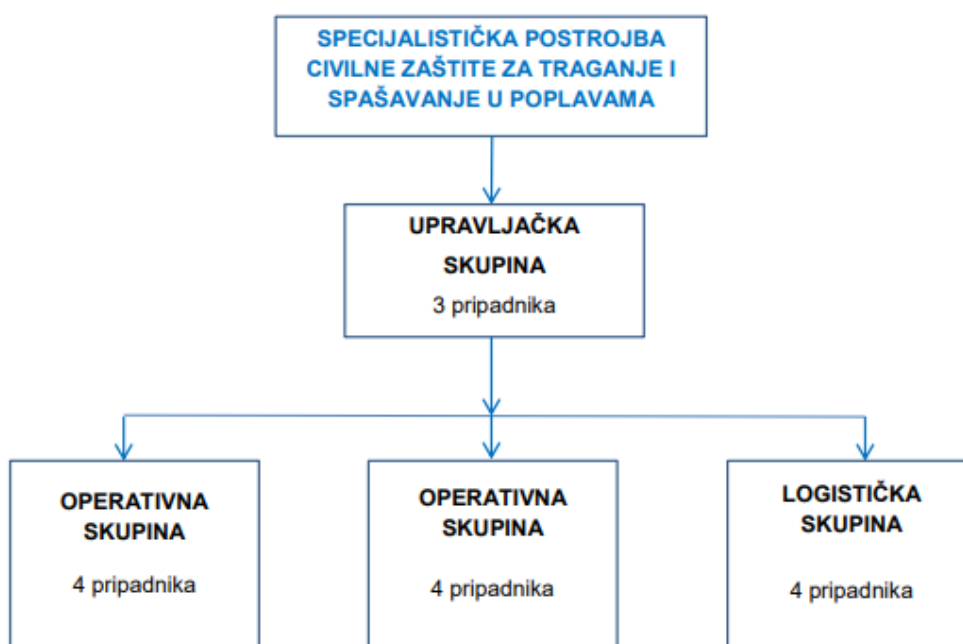 SPECIJALISTIČKA POSTROJBA
CIVILNE ZAŠTITE ZA TRAGANJE I
SPAŠAVANJE U POPLAVAMA
UPRAVLJAČKA
SKUPINA
3 pripadnika
OPERATIVNA
SKUPINA
4 pripadnika
OPERATIVNA
SKUPINA
4 pripadnika
LOGISTIČKA
SKUPINA
4 pripadnika